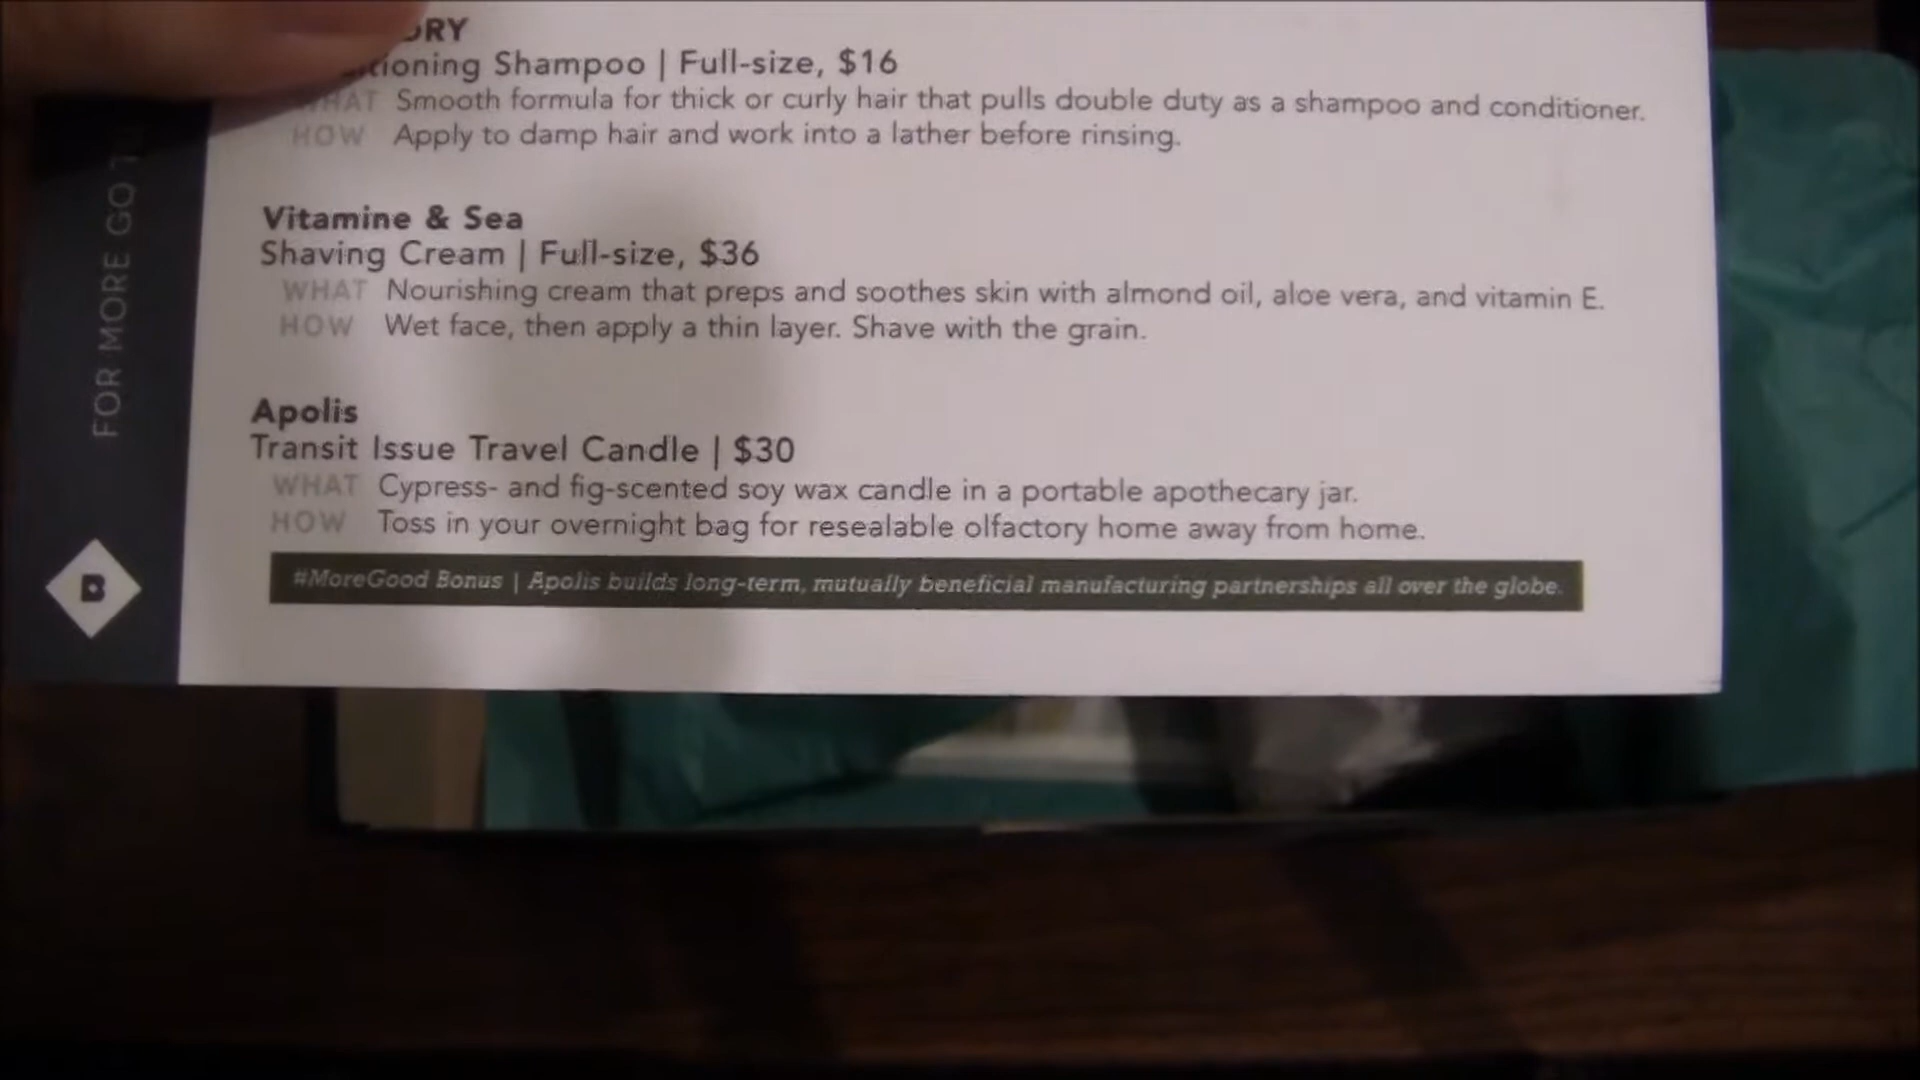 Shampoo | Full-size, $16
WHAT Smooth formula for thick or curly hair that pulls double duty as a shampoo and conditioner.
HOW Apply to damp hair and work into a lather before rinsing.
Vitamine & Sea
Shaving Cream | Full-size, $36
WHAT Nourishing cream that preps and soothes skin with almond oil, aloe vera, and vitamin E.
HOW Wet face, then apply a thin layer. Shave with the grain.
Apolis
Transit Issue Travel Candle | $30
WHAT Cypress- and fig-scented soy wax candle in a portable apothecary jar.
HOW Toss in your overnight bag for resealable olfactory home away from home.
#MoreGood Bonus | Apolis builds long-term, mutually beneficial manufacturing partnerships all over the globe.
FOR MORE GO
B